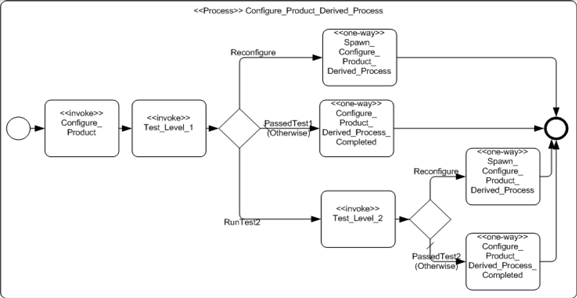 <<Process>> Configure_Product_Derived_Process
<<one-way>>
Spawn_
Configure_
Product_
Derived_Process
Reconfigure
<<invoke>>
Configure_
Product
<<invoke>>
Test_Level_1
PassedTest1
(Otherwise)
<<one-way>>
Configure_
Product_
Derived_Process_
Completed
RunTest2
<<invoke>>
Test_Level_2
Reconfigure
<<one-way>>
Spawn_
Configure_
Product_
Derived_Process
PassedTest2
(Otherwise)
<<one-way>>
Configure_
Product_
Derived_Process_
Completed